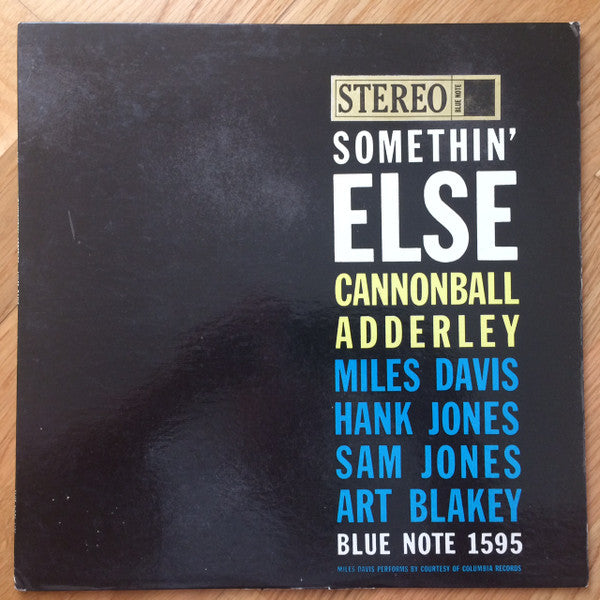 STEREO
BLUE NOTE
SOMETHIN'
ELSE
CANNONBALL
ADDERLEY
MILES DAVIS
HANK JONES
SAM JONES
ART BLAKEY
BLUE NOTE 1595
MILES DAVIS PERFORMS BY COURTESY OF COLUMBIA RECORDS